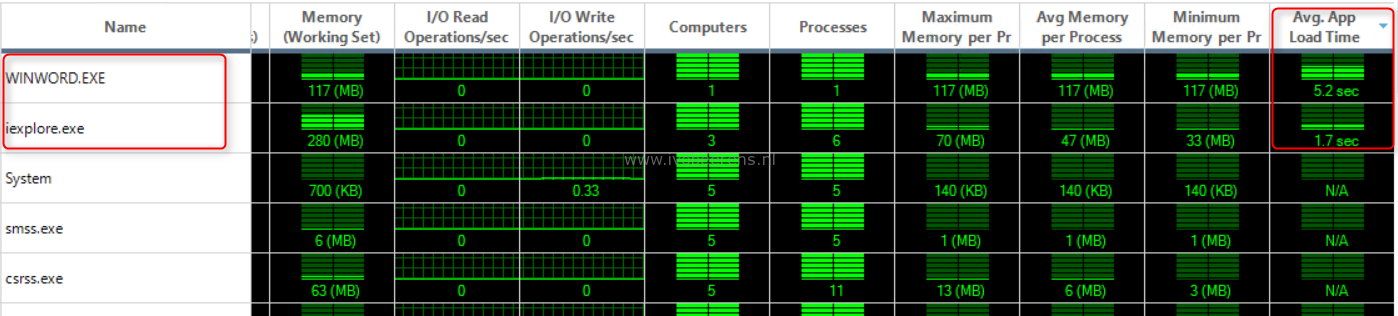 Name
;) Memory (Working Set) I/O Read Operations/sec I/O Write Operations/sec Computers Processes Maximum Memory per Pr Avg Memory per Process Minimum Memory per Pr Avg. App Load Time
WINWORD.EXE 117 (MB) 0 0 1 1 117 (MB) 117 (MB) 117 (MB) 5.2 sec
iexplore.exe 280 (MB) 0 0 3 6 70 (MB) 47 (MB) 33 (MB) 1.7 sec
www.ivobeerens.nl
System 700 (KB) 0 0.33 5 5 140 (KB) 140 (KB) 140 (KB) N/A
smss.exe 6 (MB) 0 0 5 5 1 (MB) 1 (MB) 1 (MB) N/A
csrss.exe 63 (MB) 0 0 5 11 13 (MB) 6 (MB) 3 (MB) N/A